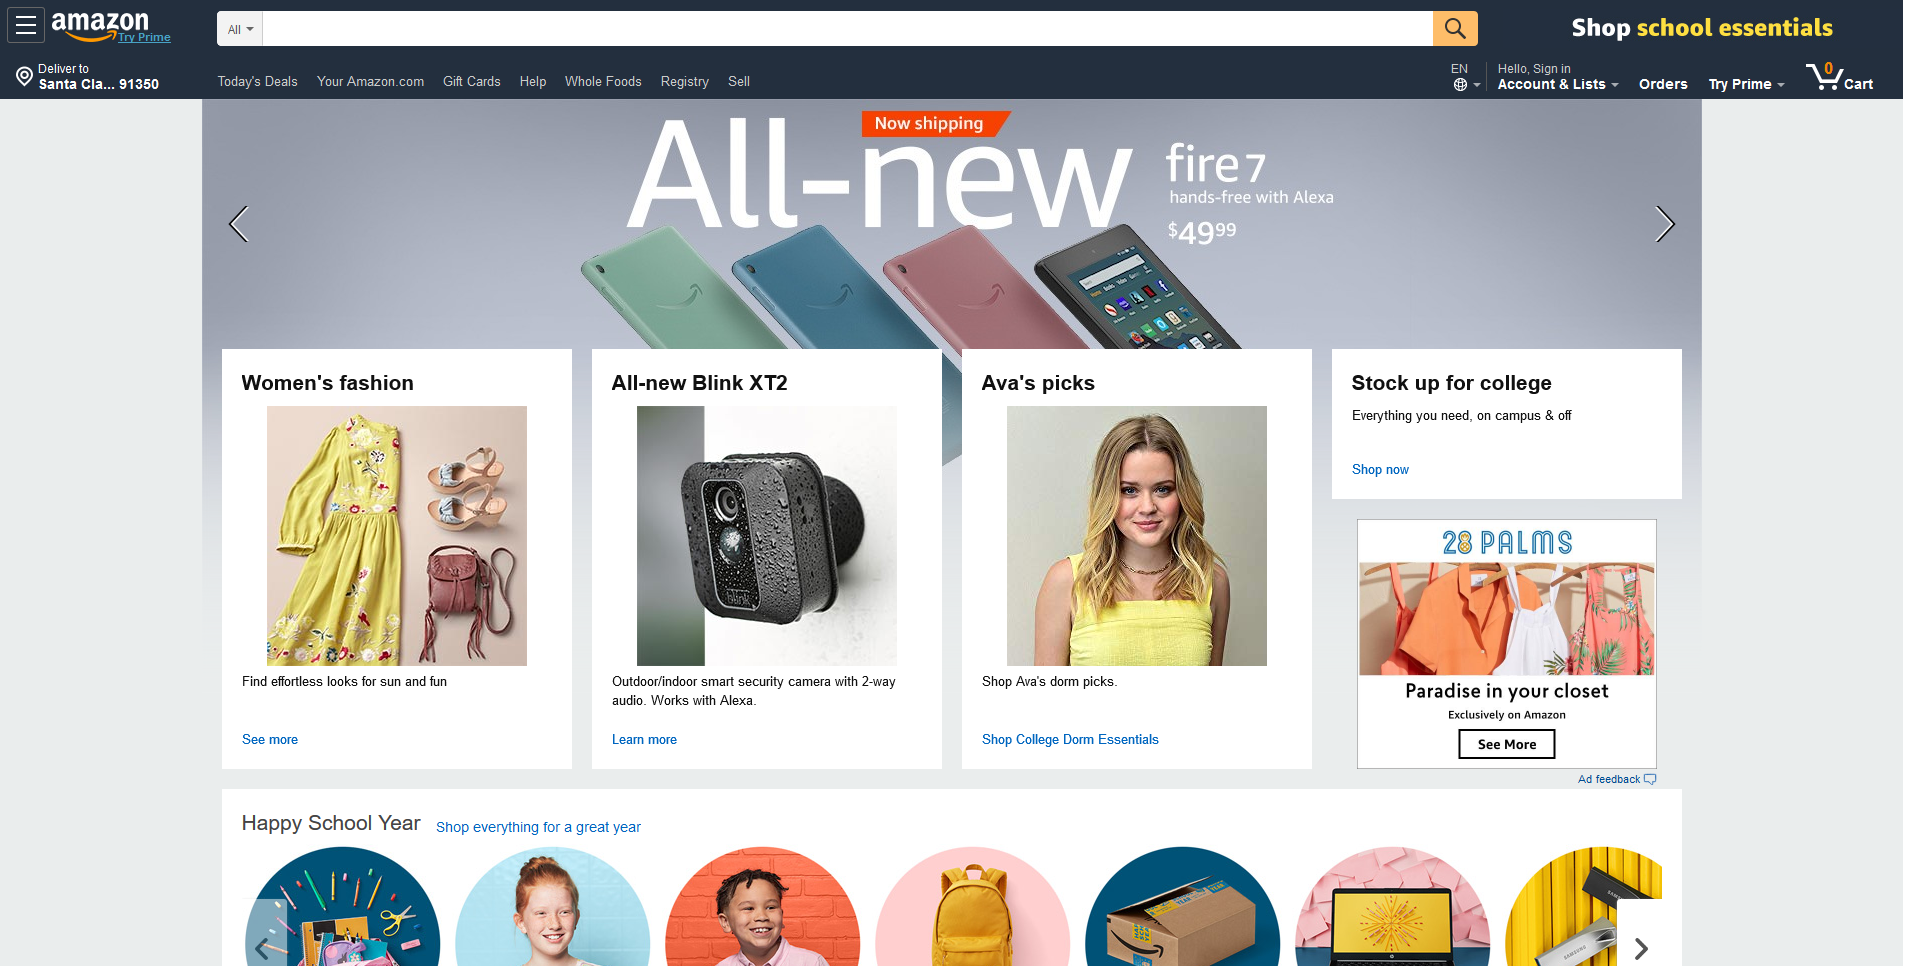 amazon
Try Prime
All
Shop school essentials
Deliver to
Santa Cla... 91350
Today's Deals
Your Amazon.com
Gift Cards
Help
Whole Foods
Registry
Sell
EN
Hello, Sign in
Account & Lists
Orders
Try Prime
0
Cart
Now shipping
All-new
fire 7
hands-free with Alexa
$49 99
Women's fashion
Find effortless looks for sun and fun
See more
All-new Blink XT2
blink
Outdoor/indoor smart security camera with 2-way
audio. Works with Alexa.
Learn more
Ava's picks
Shop Ava's dorm picks.
Shop College Dorm Essentials
Stock up for college
Everything you need, on campus & off
Shop now
28 PALMS
Paradise in your closet
Exclusively on Amazon
See More
Ad feedback
Happy School Year
Shop everything for a great year
SAMSUNG
SAMSUNG